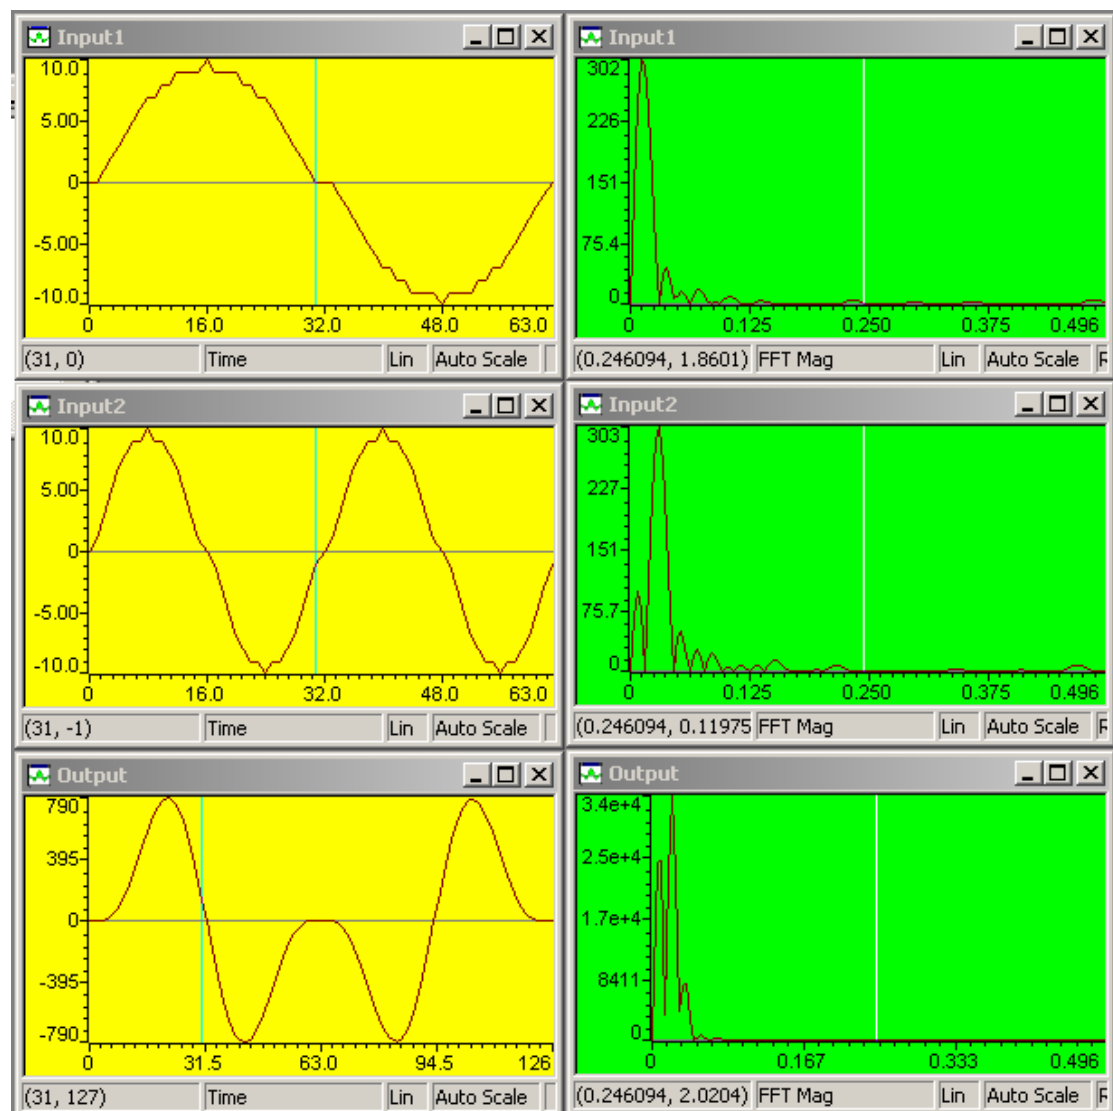 Input1
10.0
5.00
0
-5.00
-10.0
0 16.0 32.0 48.0 63.0
(31, 0) Time Lin Auto Scale
Input1
302
226
151
75.4
0
0 0.125 0.250 0.375 0.496
(0.246094, 1.8601) FFT Mag Lin Auto Scale
Input2
10.0
5.00
0
-5.00
-10.0
0 16.0 32.0 48.0 63.0
(31, -1) Time Lin Auto Scale
Input2
303
227
151
75.7
0
0 0.125 0.250 0.375 0.496
(0.246094, 0.11975 FFT Mag Lin Auto Scale
Output
790
395
0
-395
-790
0 31.5 63.0 94.5 126
(31, 127) Time Lin Auto Scale
Output
3.4e+4
2.5e+4
1.7e+4
8411
0
0 0.167 0.333 0.496
(0.246094, 2.0204) FFT Mag Lin Auto Scale